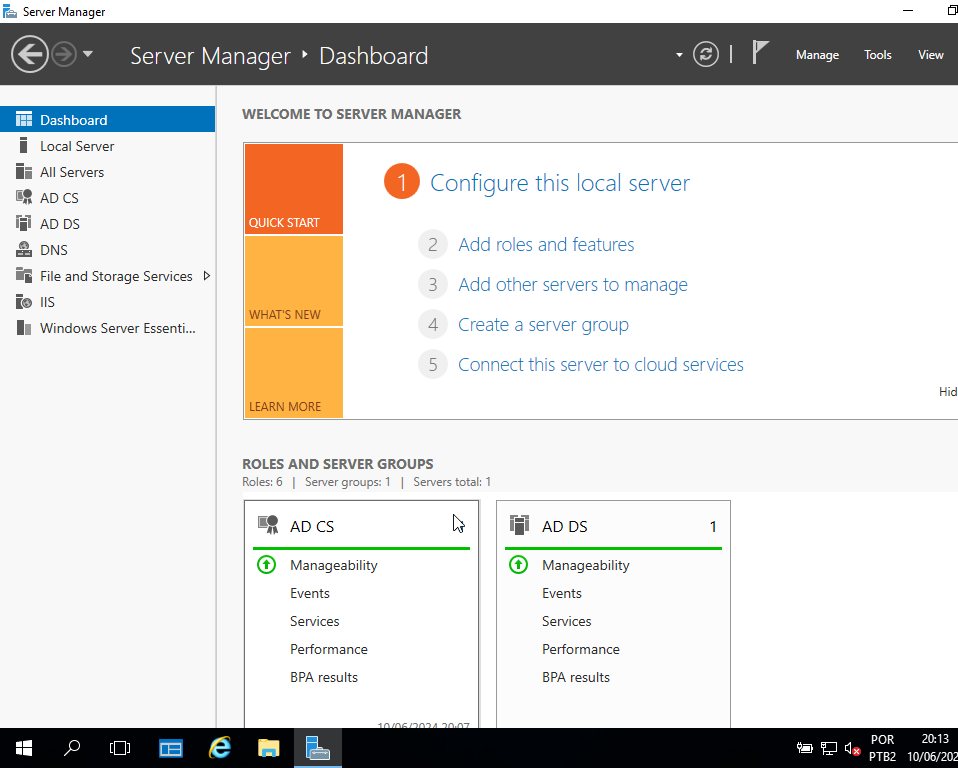 Server Manager
Server Manager ‣ Dashboard
Manage
Tools
View
Dashboard
Local Server
All Servers
AD CS
AD DS
DNS
File and Storage Services
IIS
Windows Server Essenti...
WELCOME TO SERVER MANAGER
QUICK START
WHAT'S NEW
LEARN MORE
1 Configure this local server
2 Add roles and features
3 Add other servers to manage
4 Create a server group
5 Connect this server to cloud services
Hid
ROLES AND SERVER GROUPS
Roles: 6 | Server groups: 1 | Servers total: 1
AD CS
Manageability
Events
Services
Performance
BPA results
10/06/2024 20:07
AD DS 1
Manageability
Events
Services
Performance
BPA results
POR
PTB2
20:13
10/06/202